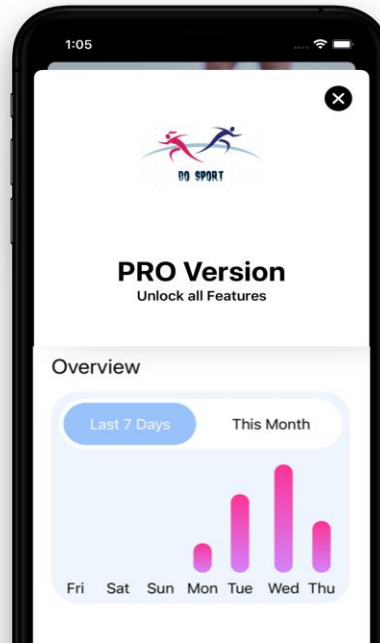 1:05
DO SPORT
PRO Version
Unlock all Features
Overview
Last 7 Days This Month
Fri Sat Sun Mon Tue Wed Thu